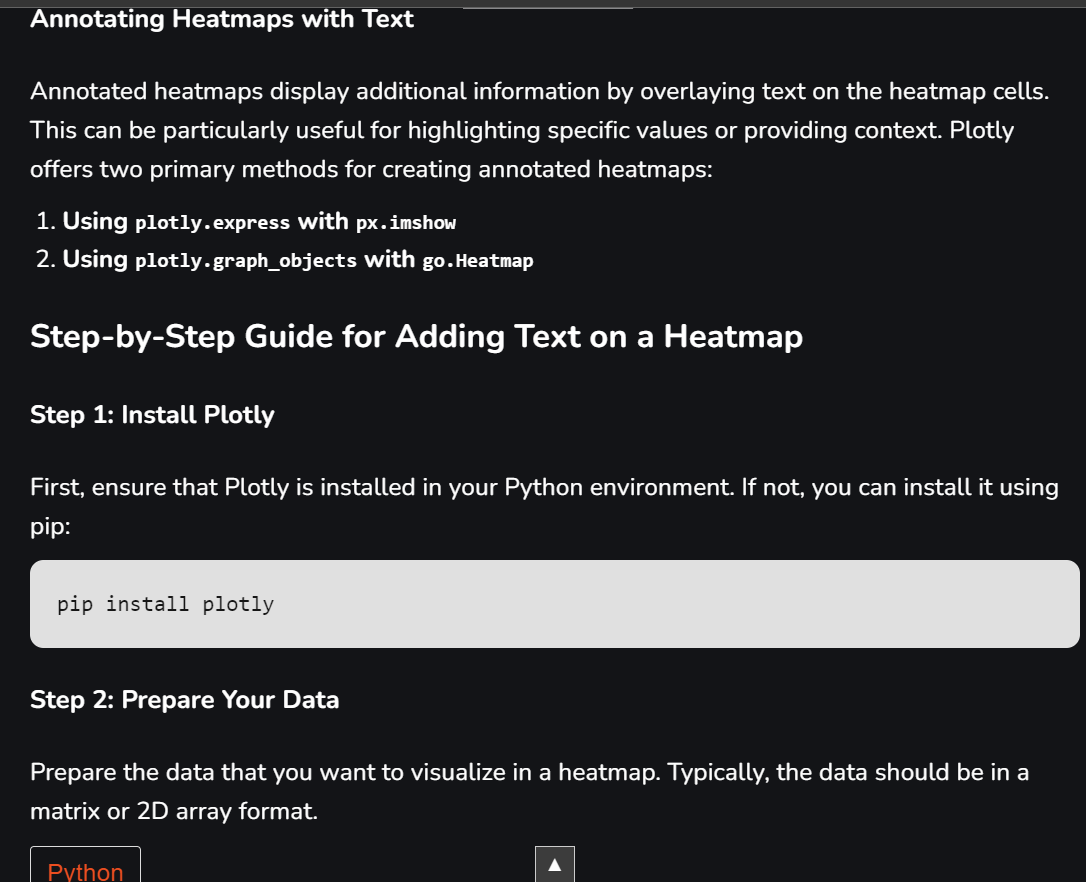 Annotating Heatmaps with Text
Annotated heatmaps display additional information by overlaying text on the heatmap cells.
This can be particularly useful for highlighting specific values or providing context. Plotly
offers two primary methods for creating annotated heatmaps:
1. Using plotly.express with px.imshow
2. Using plotly.graph_objects with go.Heatmap
Step-by-Step Guide for Adding Text on a Heatmap
Step 1: Install Plotly
First, ensure that Plotly is installed in your Python environment. If not, you can install it using
pip:
pip install plotly
Step 2: Prepare Your Data
Prepare the data that you want to visualize in a heatmap. Typically, the data should be in a
matrix or 2D array format.
Python